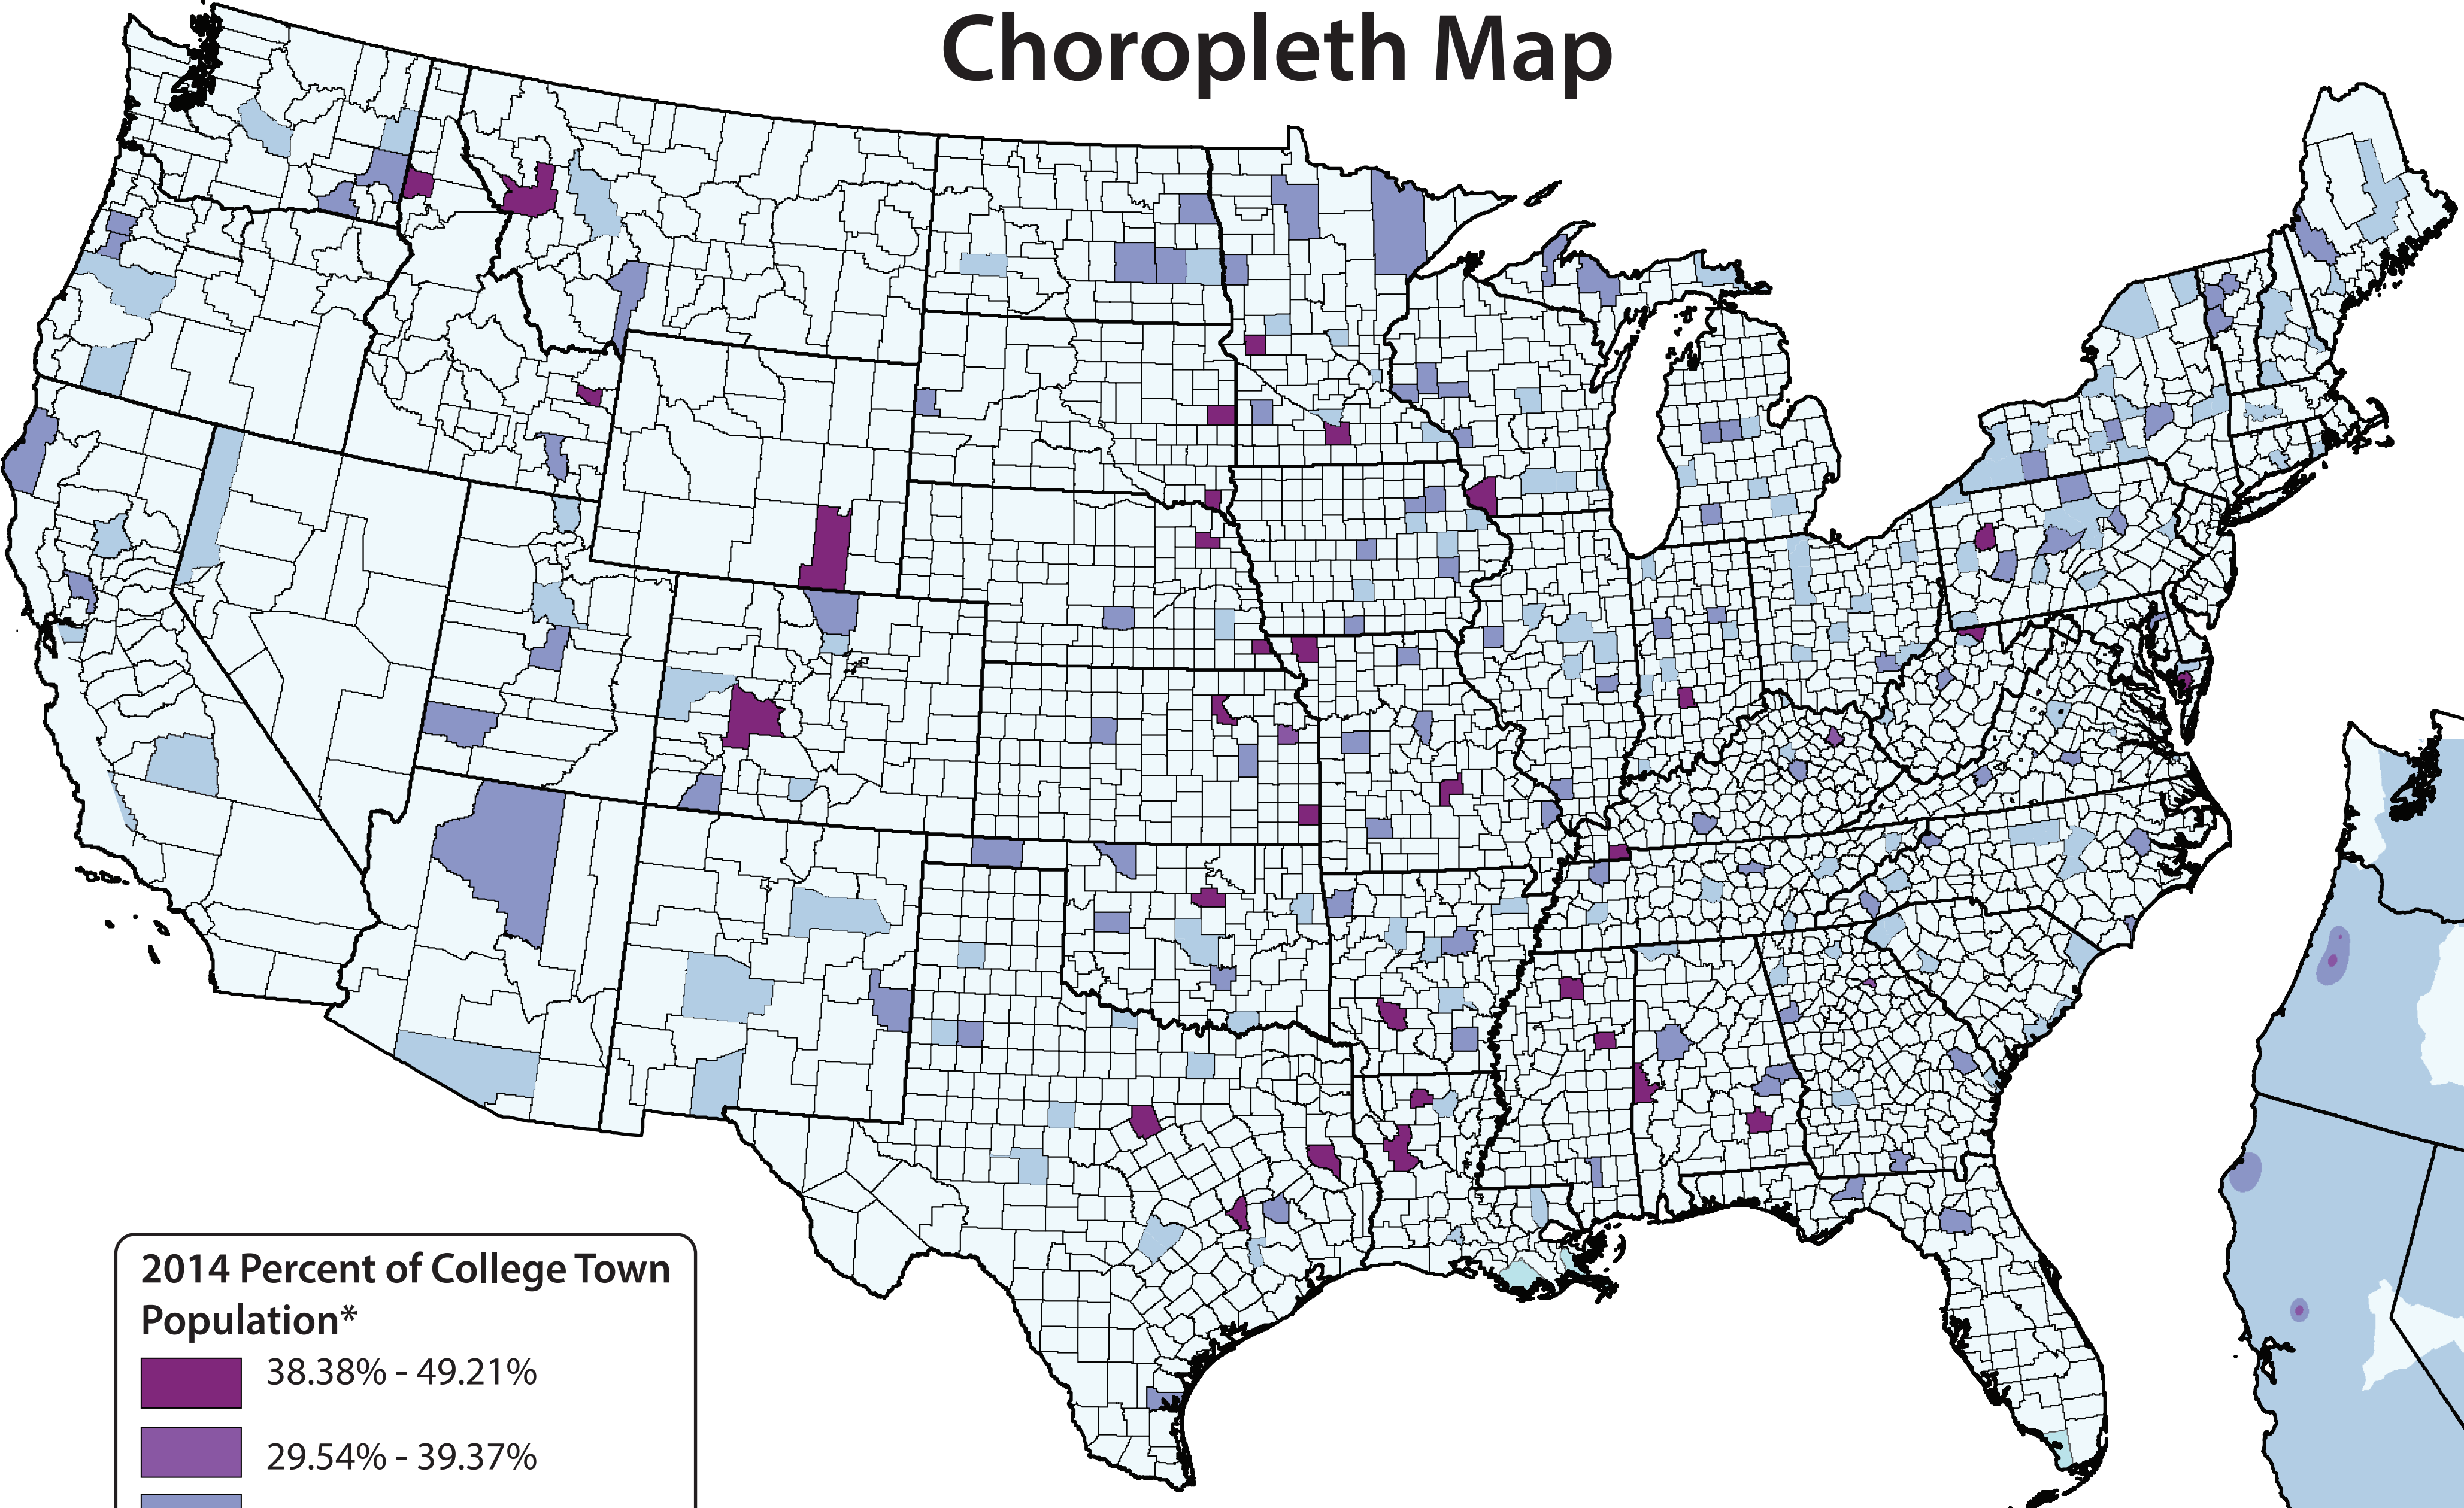 Choropleth Map
2014 Percent of College Town
Population*
38.38% - 49.21%
29.54% - 39.37%